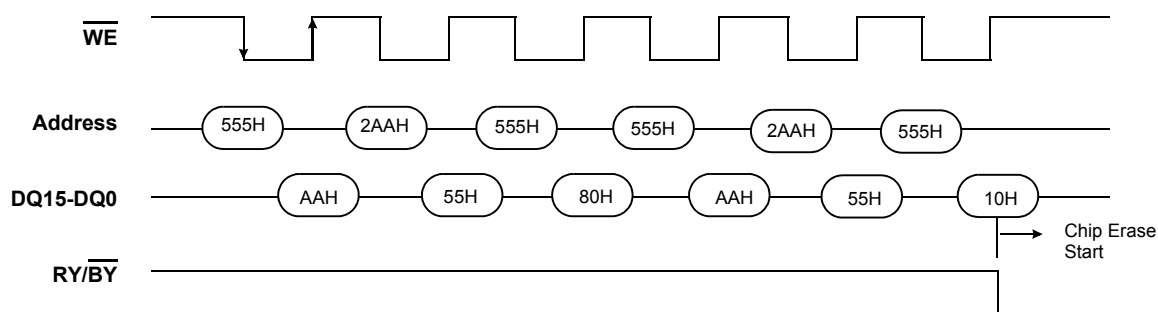 WE
Address
555H 2AAH 555H 555H 2AAH 555H
DQ15-DQ0
AAH 55H 80H AAH 55H 10H
Chip Erase
Start
RY/BY